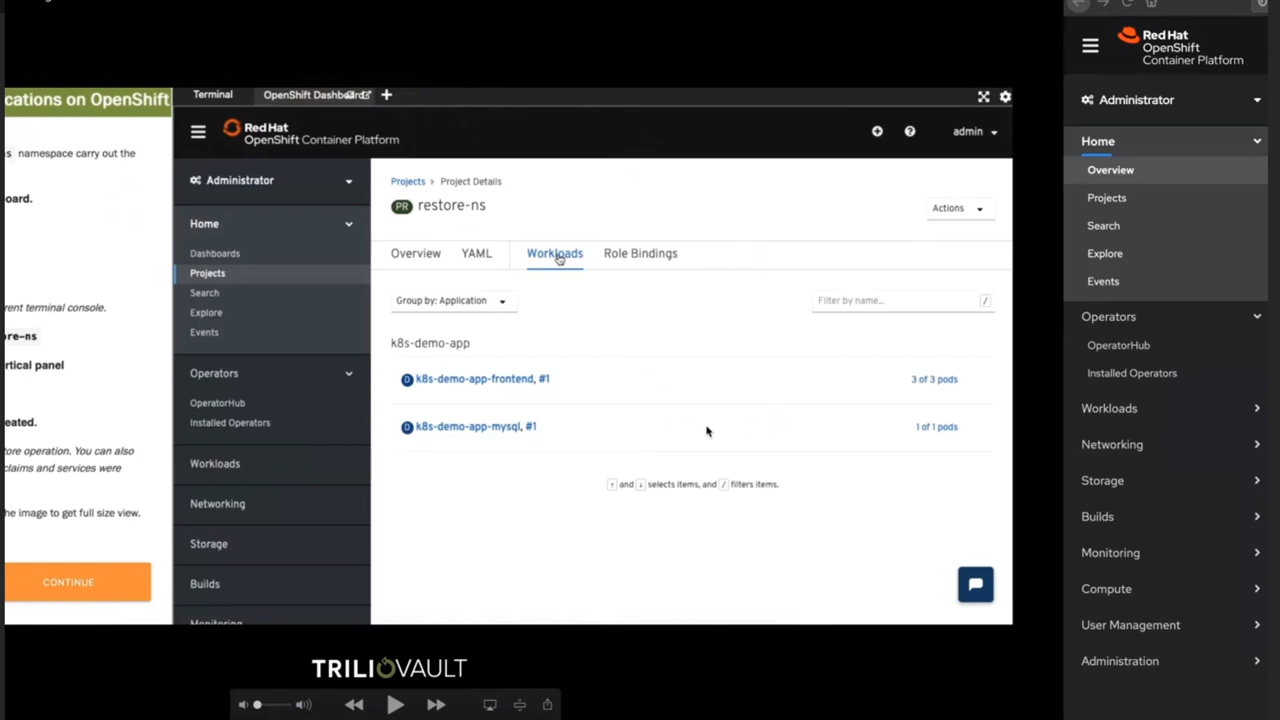 cations on OpenShift
s namespace carry out the
oard.
rent terminal console.
re-ns
rtical panel
eated.
ore operation. You can also
claims and services were
he image to get full size view.
CONTINUE
Terminal
OpenShift Dashboard
Red Hat
OpenShift Container Platform
admin
Administrator
Home
Dashboards
Projects
Search
Explore
Events
Operators
OperatorHub
Installed Operators
Workloads
Networking
Storage
Builds
Monitoring
Projects > Project Details
PR restore-ns
Actions
Overview YAML Workloads Role Bindings
Group by: Application
Filter by name... /
k8s-demo-app
D k8s-demo-app-frontend, #1 3 of 3 pods
D k8s-demo-app-mysql, #1 1 of 1 pods
↑ and ↓ selects items, and / filters items.
TRILIOVAULT
Red Hat
OpenShift
Container Platform
Administrator
Home
Overview
Projects
Search
Explore
Events
Operators
OperatorHub
Installed Operators
Workloads
Networking
Storage
Builds
Monitoring
Compute
User Management
Administration